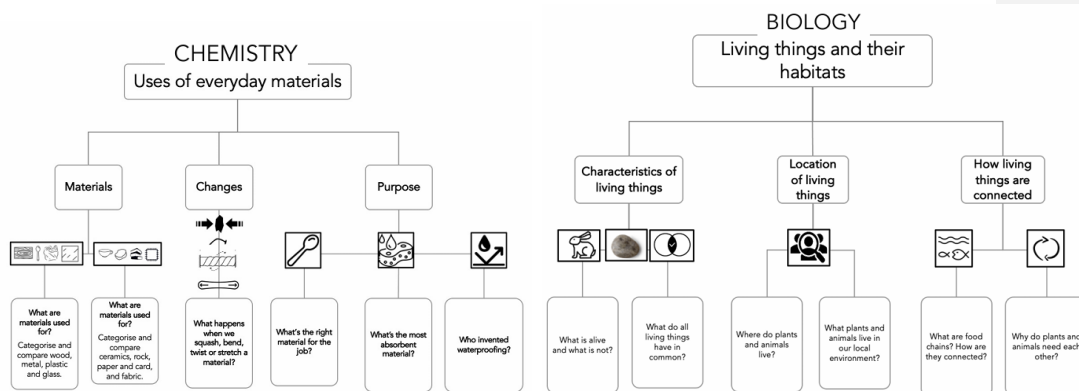 CHEMISTRY
Uses of everyday materials
Materials
Changes
Purpose
What are
materials used
for?
Categorise and
compare wood,
metal, plastic
and glass.
What are
materials used
for?
Categorise and
compare
ceramics, rock,
paper and card,
and fabric.
What happens
when we
squash, bend,
twist or stretch
a material?
What's the right
material for the
job?
What's the most
absorbent
material?
Who invented
waterproofing?
BIOLOGY
Living things and their
habitats
Characteristics of
living things
Location
of living
things
How living
things are
connected
What is alive
and what is not?
What do all
living things
have in
common?
Where do plants
and animals
live?
What plants and
animals live in
our local
environment?
What are food
chains? How are
they connected?
Why do plants and
animals need each
other?